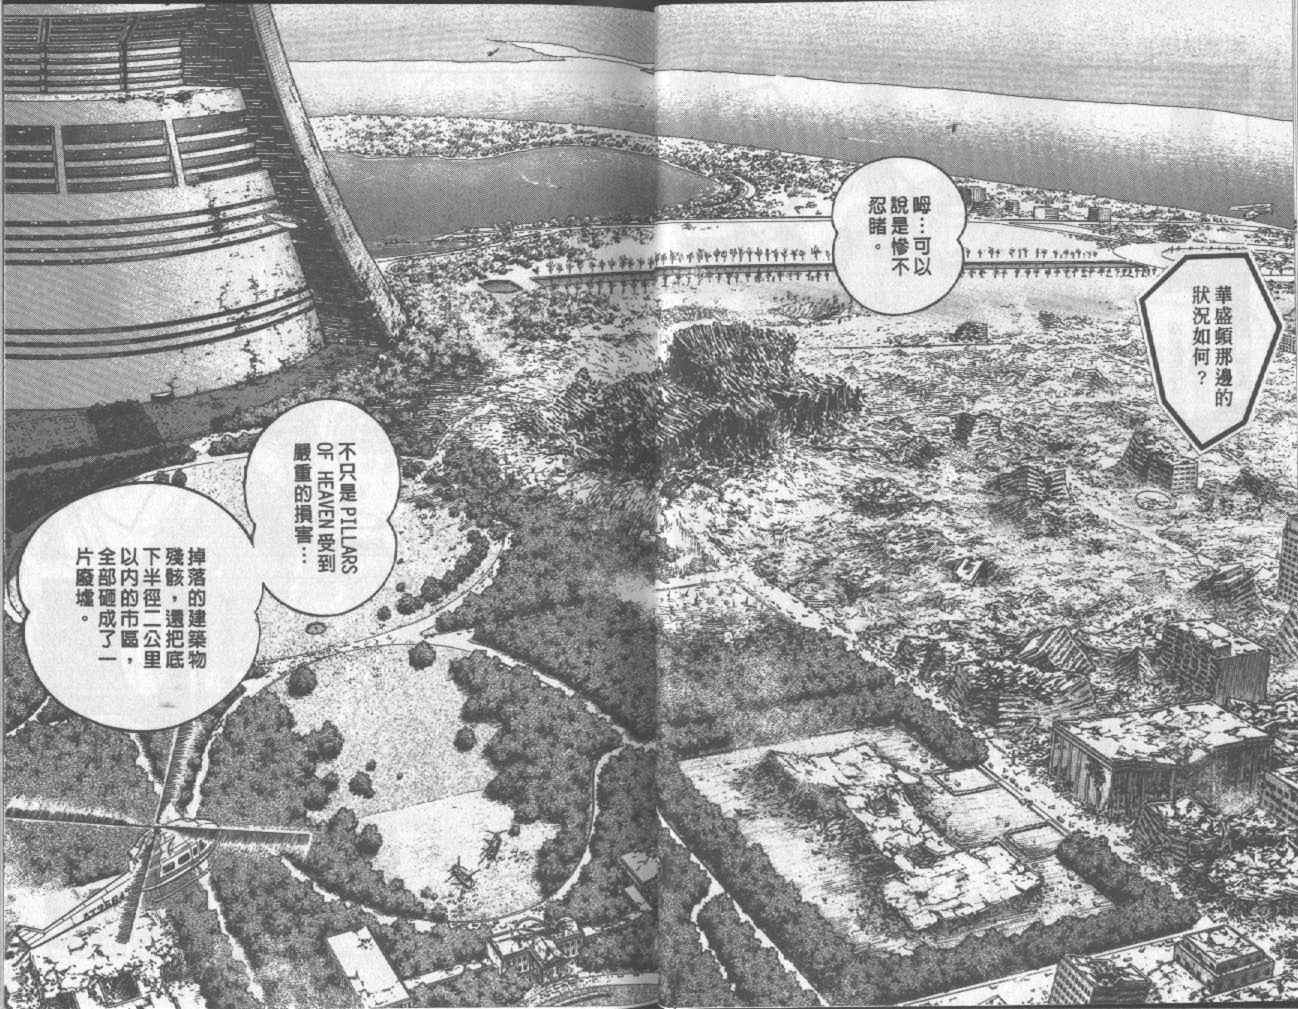 華盛頓那邊的
狀況如何？
嗯…可以
說是慘不
忍睹。
不只是PILLARS
OF HEAVEN受到
嚴重的損害…
掉落的建築物
殘骸，還把底
下半徑二公里
以內的市區，
全部砸成了一
片廢墟。